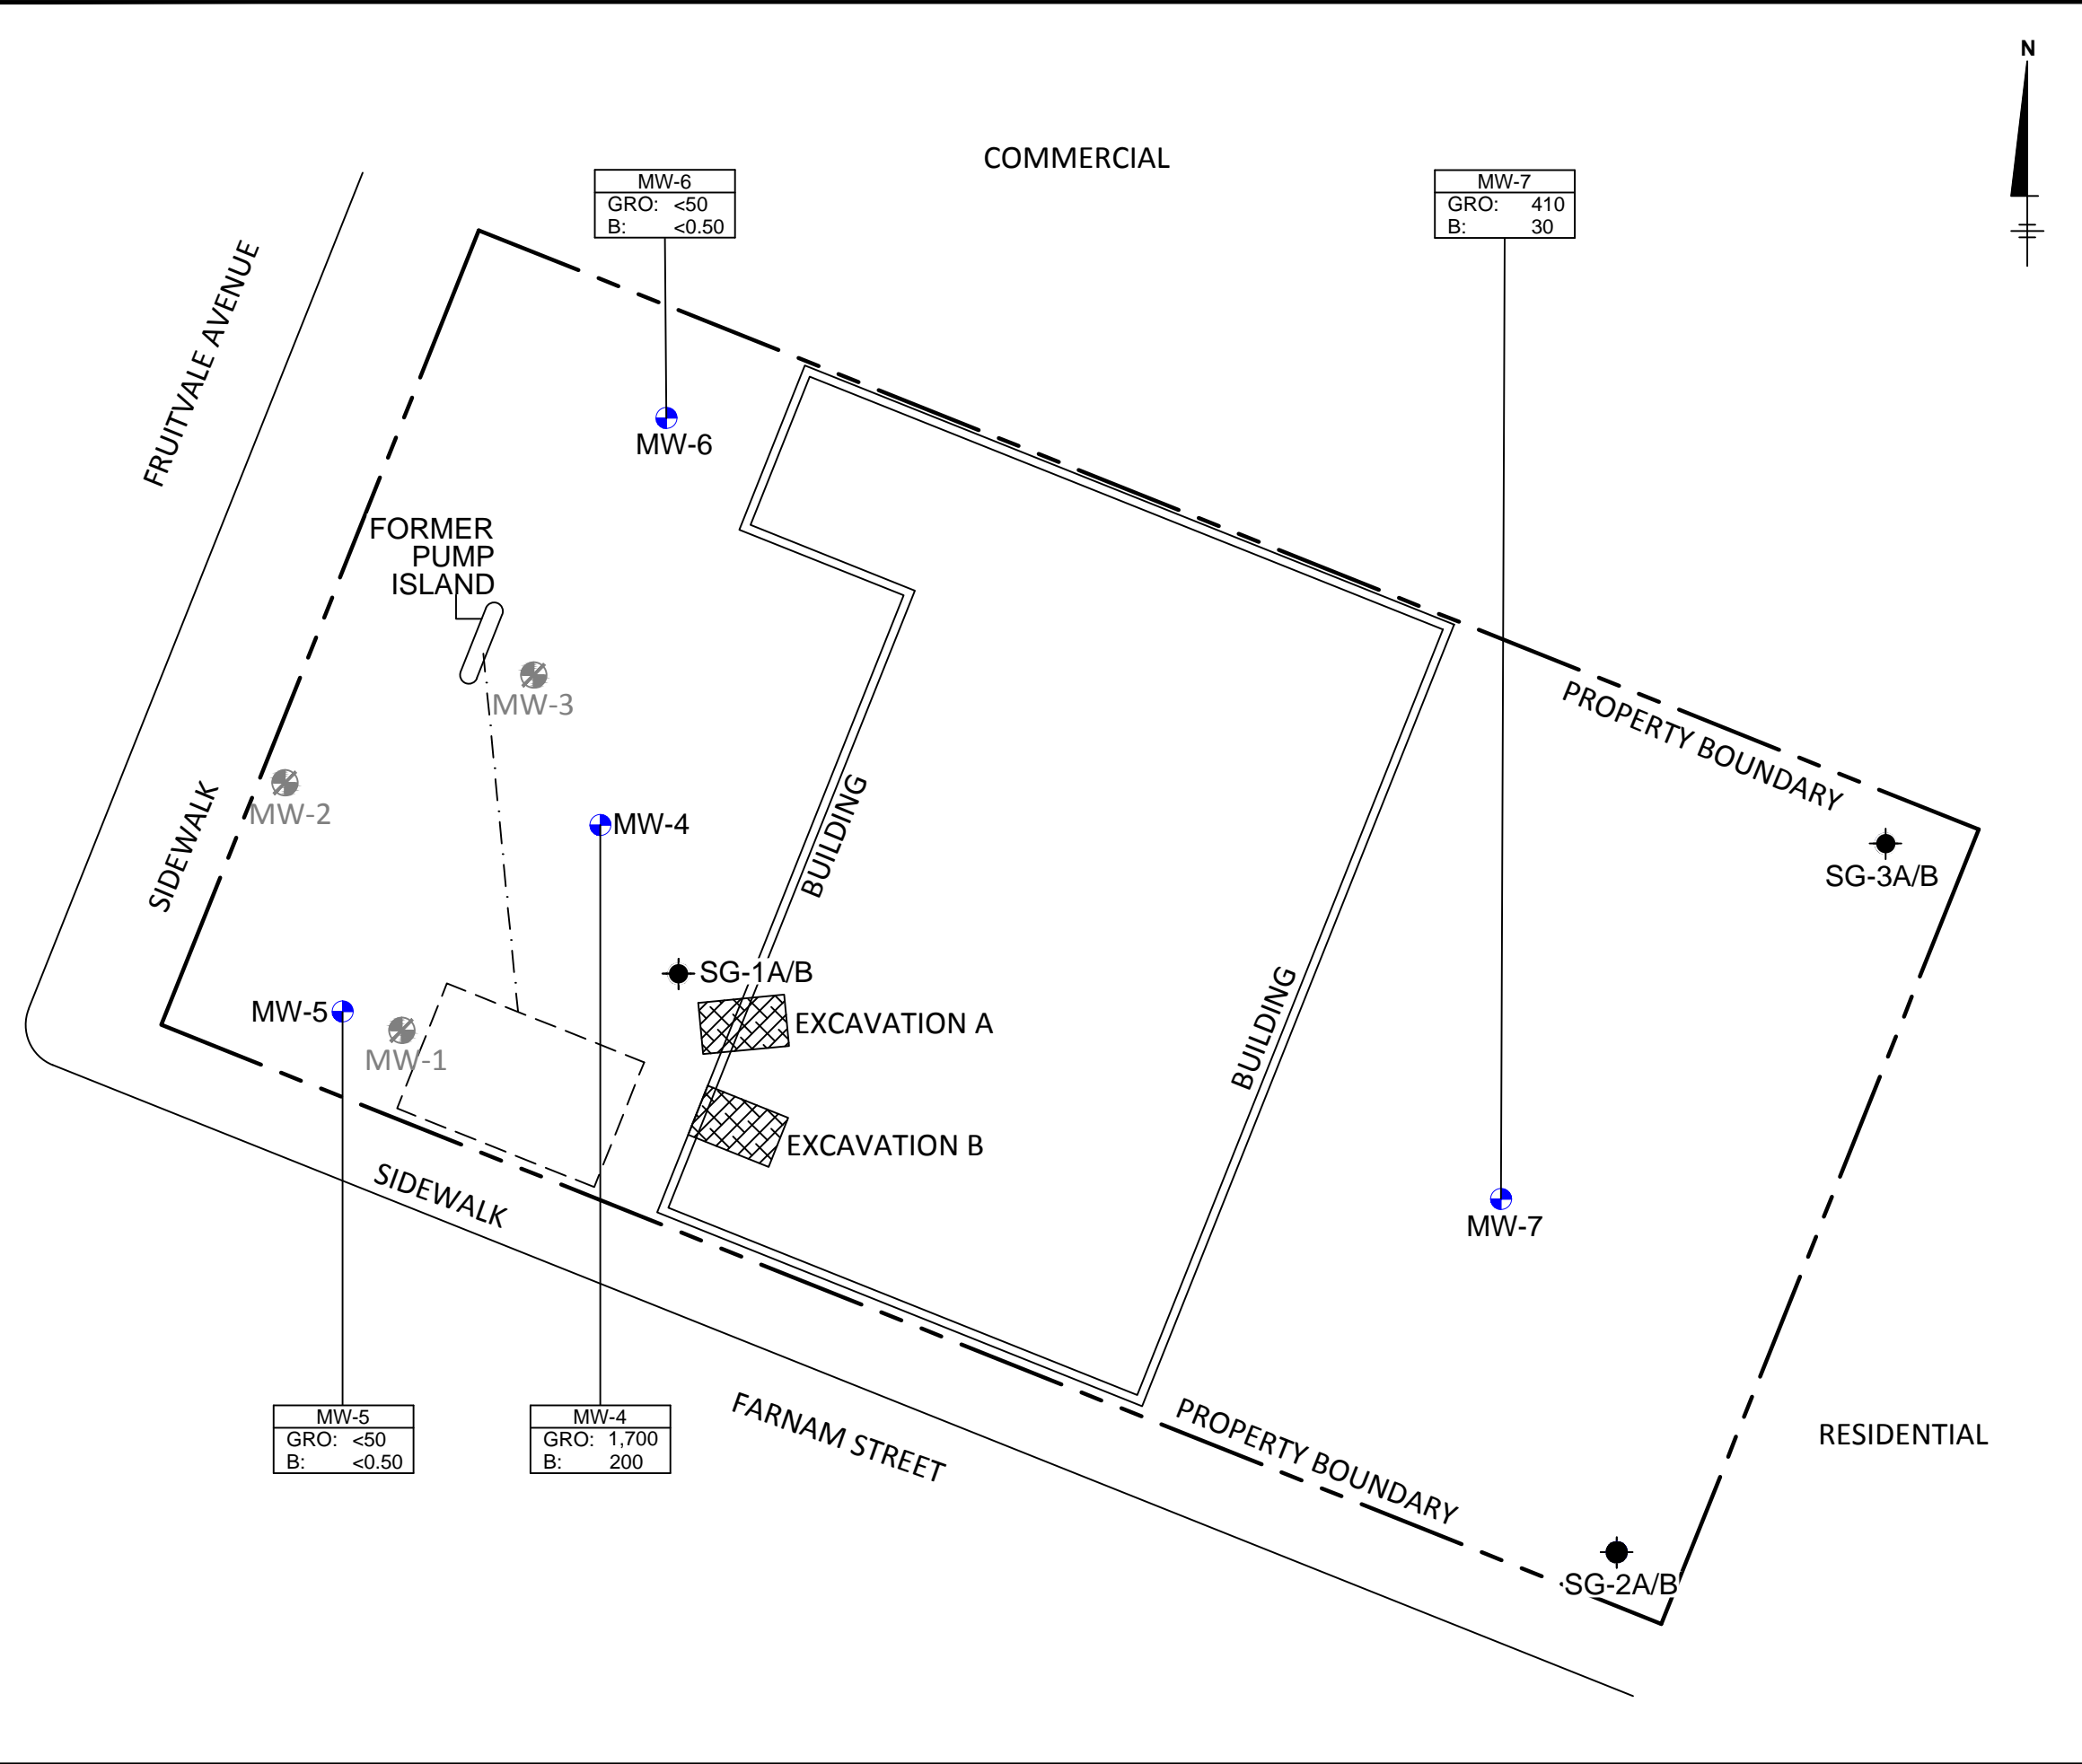 N
COMMERCIAL
MW-6
GRO: <50
B: <0.50
MW-7
GRO: 410
B: 30
FRUITVALE AVENUE
MW-6
FORMER
PUMP
ISLAND
MW-3
PROPERTY BOUNDARY
MW-2
SIDEWALK
MW-4
BUILDING
SG-3A/B
SG-1A/B
MW-5
EXCAVATION A
MW-1
BUILDING
EXCAVATION B
SIDEWALK
MW-7
MW-5
GRO: <50
B: <0.50
MW-4
GRO: 1,700
B: 200
FARNAM STREET
PROPERTY BOUNDARY
RESIDENTIAL
SG-2A/B